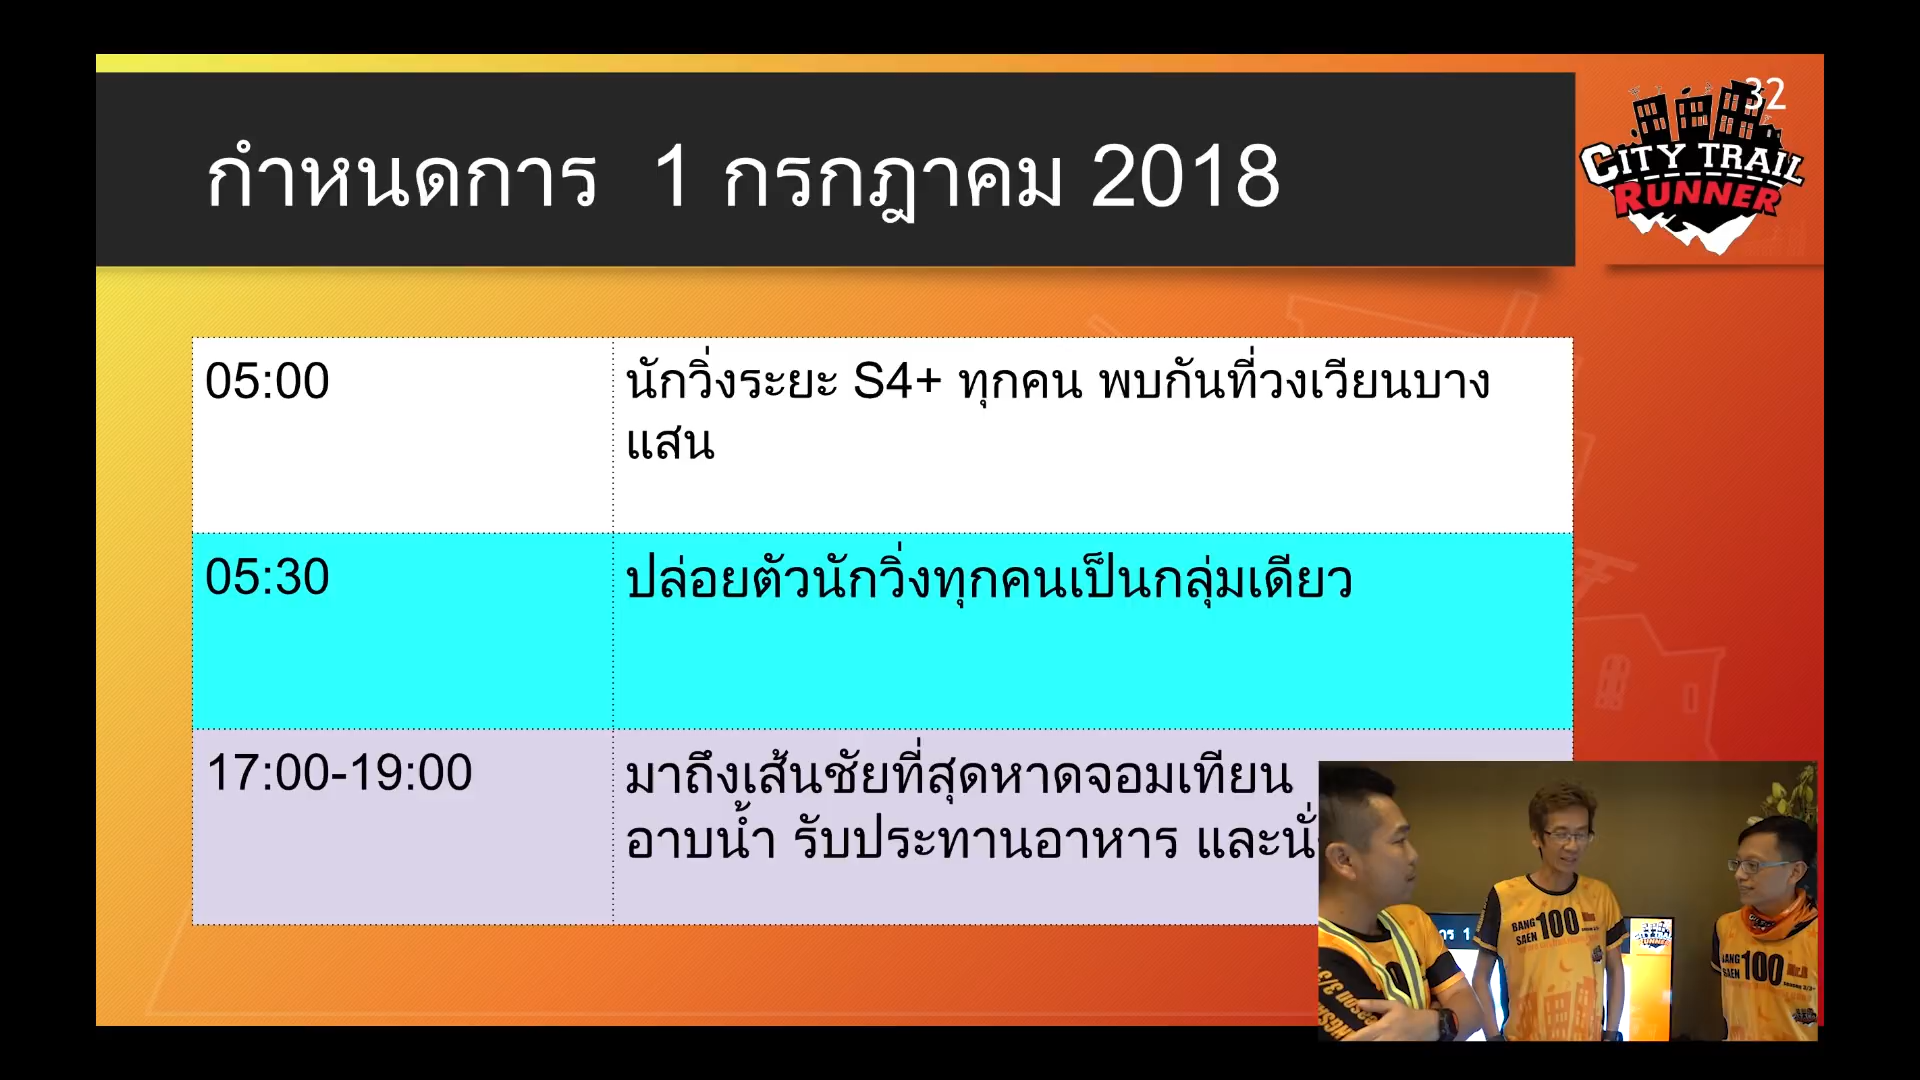 32
CITY TRAIL
RUNNER
กำหนดการ 1 กรกฎาคม 2018
05:00
นักวิ่งระยะ S4+ ทุกคน พบกันที่วงเวียนบาง
แสน
05:30
ปล่อยตัวนักวิ่งทุกคนเป็นกลุ่มเดียว
17:00-19:00
มาถึงเส้นชัยที่สุดหาดจอมเทียน
อาบน้ำ รับประทานอาหาร และนั่
BANG
SAEN
100
100